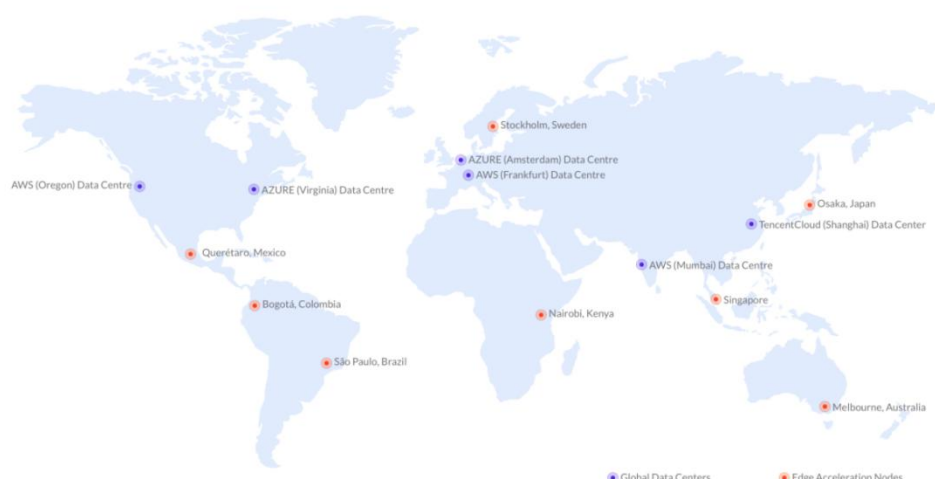 Stockholm, Sweden
AZURE (Amsterdam) Data Centre
AWS (Frankfurt) Data Centre
AWS (Oregon) Data Centre
AZURE (Virginia) Data Centre
Osaka, Japan
TencentCloud (Shanghai) Data Center
Querétaro, Mexico
AWS (Mumbai) Data Centre
Singapore
Bogotá, Colombia
Nairobi, Kenya
São Paulo, Brazil
Melbourne, Australia
Global Data Centers
Edge Acceleration Nodes